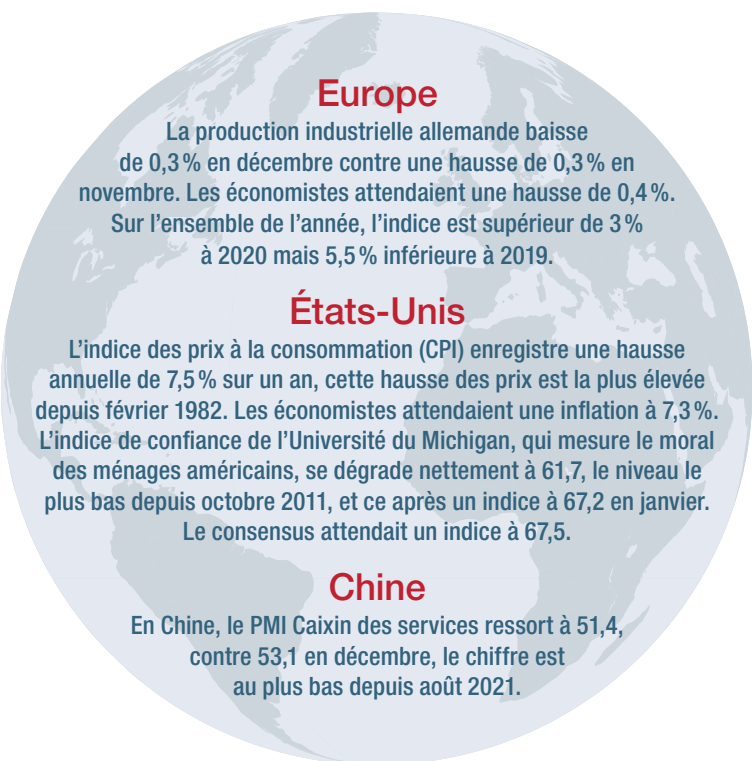 Europe
La production industrielle allemande baisse
de 0,3 % en décembre contre une hausse de 0,3 % en
novembre. Les économistes attendaient une hausse de 0,4 %.
Sur l’ensemble de l’année, l’indice est supérieur de 3 %
à 2020 mais 5,5 % inférieure à 2019.
États-Unis
L’indice des prix à la consommation (CPI) enregistre une hausse
annuelle de 7,5 % sur un an, cette hausse des prix est la plus élevée
depuis février 1982. Les économistes attendaient une inflation à 7,3 %.
L’indice de confiance de l’Université du Michigan, qui mesure le moral
des ménages américains, se dégrade nettement à 61,7, le niveau le
plus bas depuis octobre 2011, et ce après un indice à 67,2 en janvier.
Le consensus attendait un indice à 67,5.
Chine
En Chine, le PMI Caixin des services ressort à 51,4,
contre 53,1 en décembre, le chiffre est
au plus bas depuis août 2021.